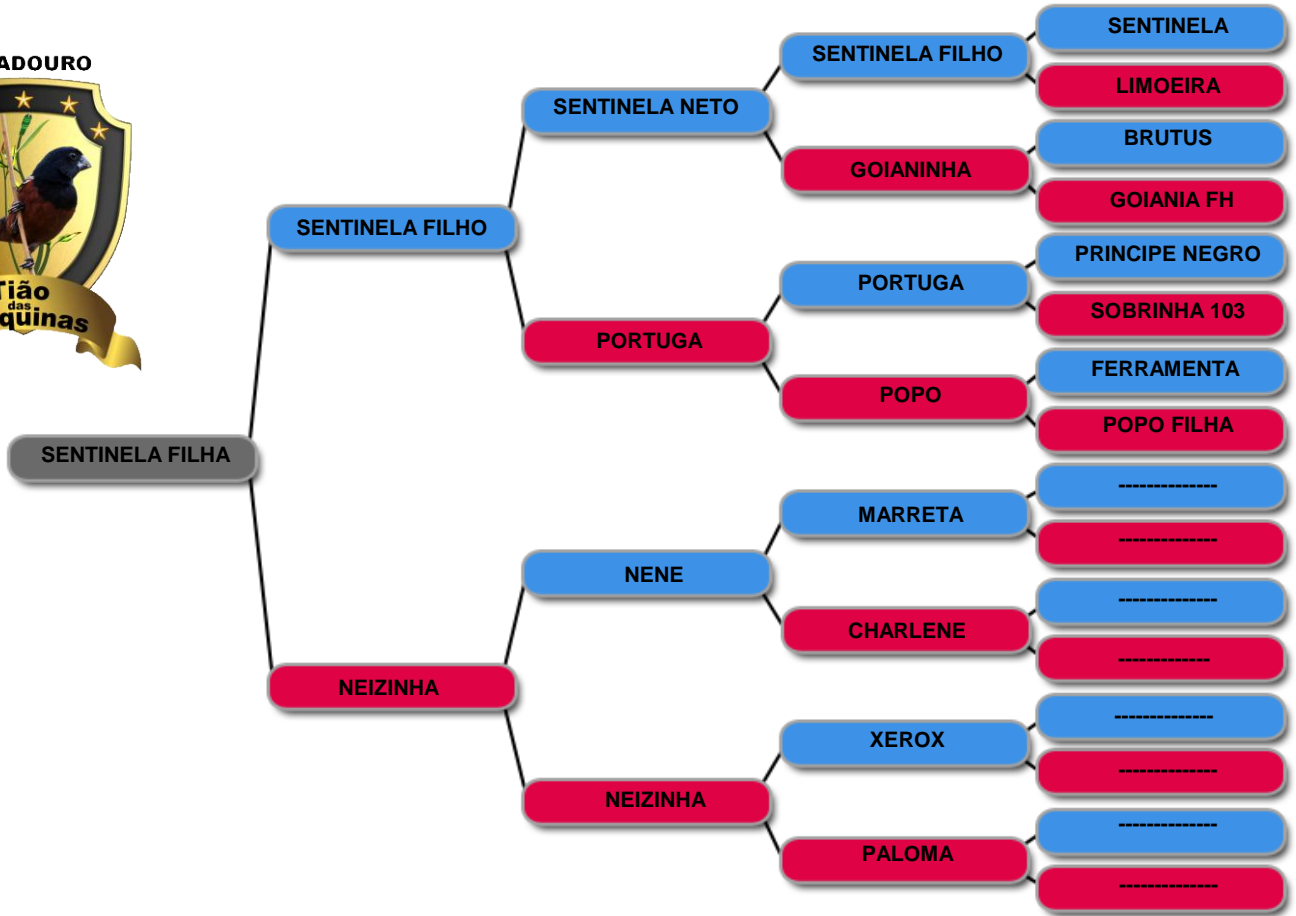 SENTINELA
SENTINELA FILHO
LIMOEIRA
SENTINELA NETO
BRUTUS
GOIANINHA
GOIANIA FH
SENTINELA FILHO
PRINCIPE NEGRO
PORTUGA
SOBRINHA 103
PORTUGA
FERRAMENTA
POPO
POPO FILHA
SENTINELA FILHA
--------------
MARRETA
--------------
NENE
--------------
CHARLENE
-------------
NEIZINHA
--------------
XEROX
--------------
NEIZINHA
--------------
PALOMA
--------------
ADOURO
Tião
das
quinas